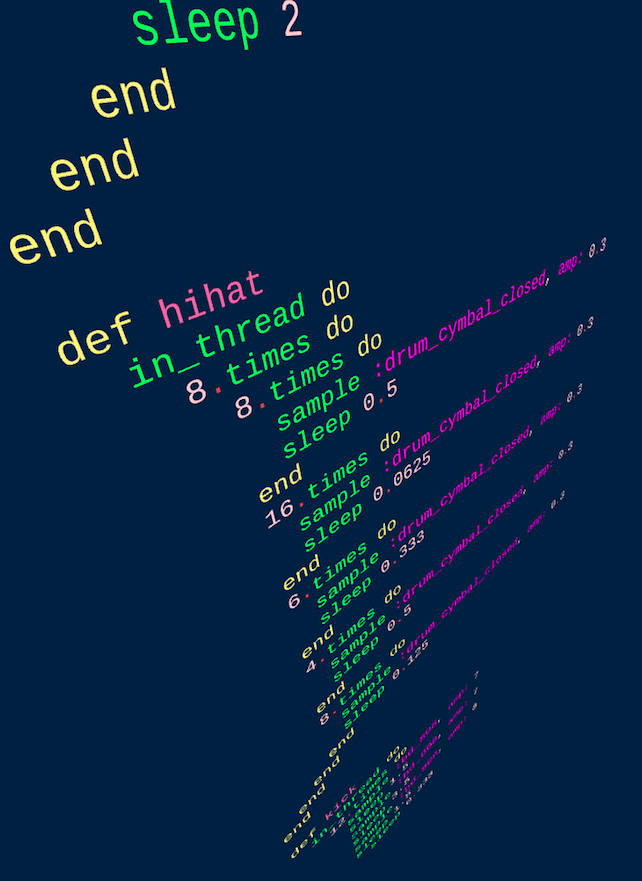 sleep 2
end
end
end
def hihat
in_thread do
8.times do
8.times do
sample :drum_cymbal_closed, amp: 0.3
sleep 0.5
end
16.times do
sample :drum_cymbal_closed, amp: 0.3
sleep 0.0625
end
6.times do
sample :drum_cymbal_closed, amp: 0.3
sleep 0.333
end
4.times do
sample :drum_cymbal_closed, amp: 0.3
sleep 0.5
end
8.times do
sample :drum_cymbal_closed, amp: 0.3
sleep 0.125
end
end
end
end
def kick
in_thread do